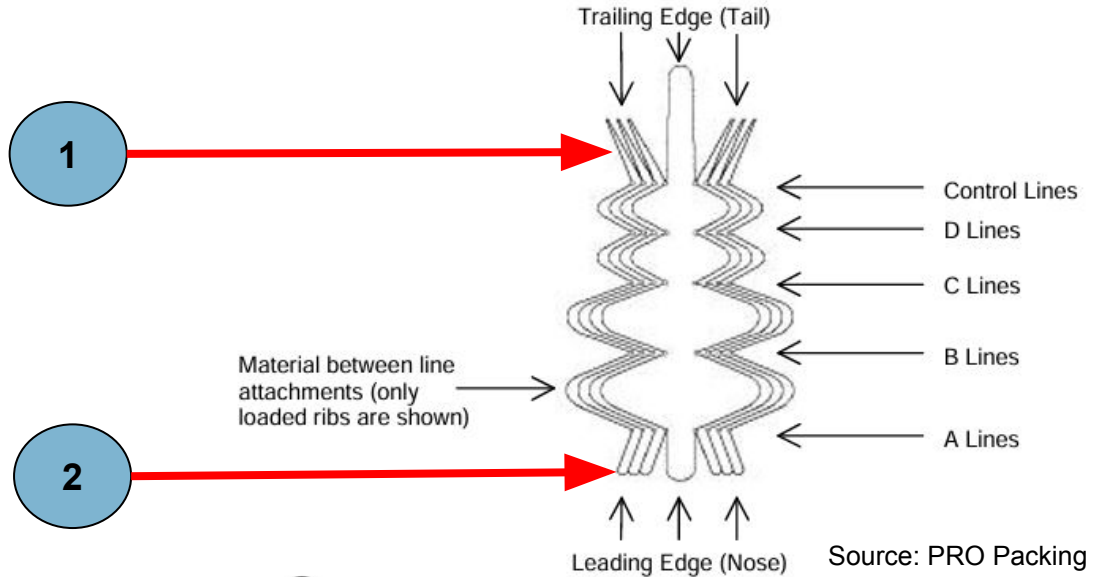 Trailing Edge (Tail)
1
Control Lines
D Lines
C Lines
B Lines
Material between line
attachments (only
loaded ribs are shown)
A Lines
2
Leading Edge (Nose)
Source: PRO Packing